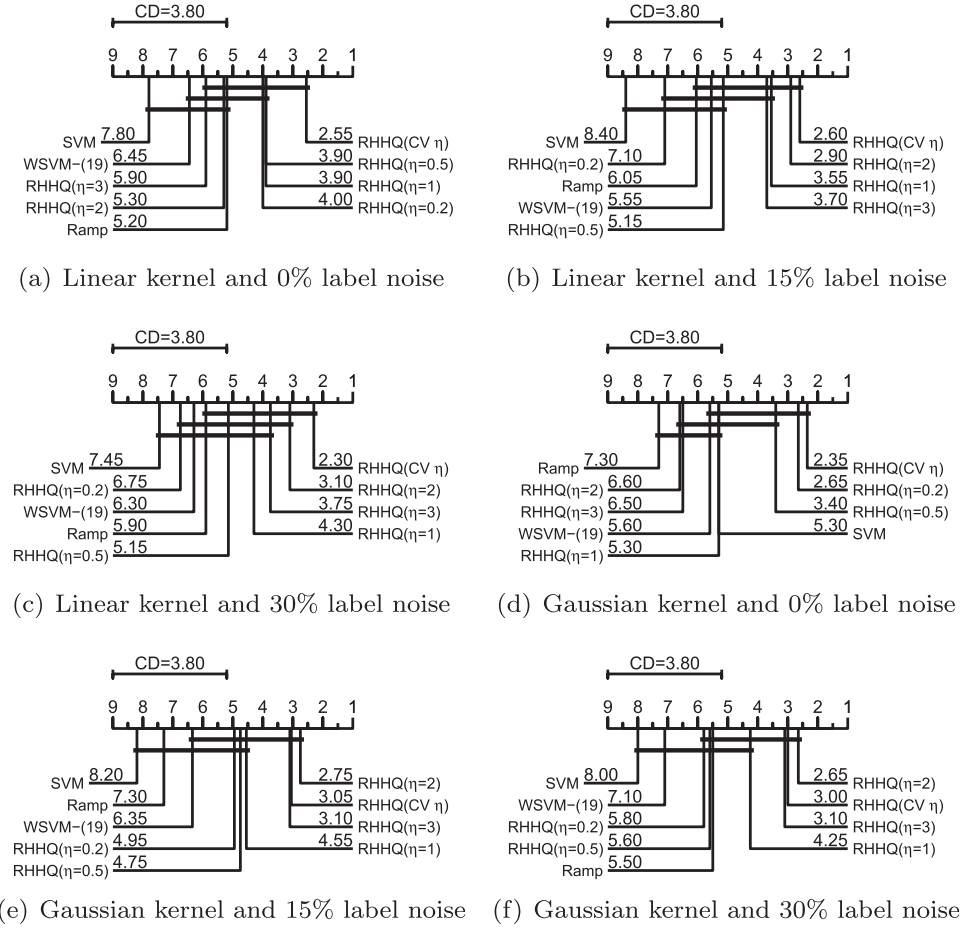 CD=3.80
9 8 7 6 5 4 3 2 1
SVM 7.80
WSVM−(19) 6.45
RHHQ(η=3) 5.90
RHHQ(η=2) 5.30
Ramp 5.20
2.55 RHHQ(CV η)
3.90 RHHQ(η=0.5)
3.90 RHHQ(η=1)
4.00 RHHQ(η=0.2)
(a) Linear kernel and 0% label noise
CD=3.80
9 8 7 6 5 4 3 2 1
SVM 8.40
RHHQ(η=0.2) 7.10
Ramp 6.05
WSVM−(19) 5.55
RHHQ(η=0.5) 5.15
2.60 RHHQ(CV η)
2.90 RHHQ(η=2)
3.55 RHHQ(η=1)
3.70 RHHQ(η=3)
(b) Linear kernel and 15% label noise
CD=3.80
9 8 7 6 5 4 3 2 1
SVM 7.45
RHHQ(η=0.2) 6.75
WSVM−(19) 6.30
Ramp 5.90
RHHQ(η=0.5) 5.15
2.30 RHHQ(CV η)
3.10 RHHQ(η=2)
3.75 RHHQ(η=3)
4.30 RHHQ(η=1)
(c) Linear kernel and 30% label noise
CD=3.80
9 8 7 6 5 4 3 2 1
Ramp 7.30
RHHQ(η=2) 6.60
RHHQ(η=3) 6.50
WSVM−(19) 5.60
RHHQ(η=1) 5.30
2.35 RHHQ(CV η)
2.65 RHHQ(η=0.2)
3.40 RHHQ(η=0.5)
5.30 SVM
(d) Gaussian kernel and 0% label noise
CD=3.80
9 8 7 6 5 4 3 2 1
SVM 8.20
Ramp 7.30
WSVM−(19) 6.35
RHHQ(η=0.2) 4.95
RHHQ(η=0.5) 4.75
2.75 RHHQ(η=2)
3.05 RHHQ(CV η)
3.10 RHHQ(η=3)
4.55 RHHQ(η=1)
(e) Gaussian kernel and 15% label noise
CD=3.80
9 8 7 6 5 4 3 2 1
SVM 8.00
WSVM−(19) 7.10
RHHQ(η=0.2) 5.80
RHHQ(η=0.5) 5.60
Ramp 5.50
2.65 RHHQ(η=2)
3.00 RHHQ(CV η)
3.10 RHHQ(η=3)
4.25 RHHQ(η=1)
(f) Gaussian kernel and 30% label noise